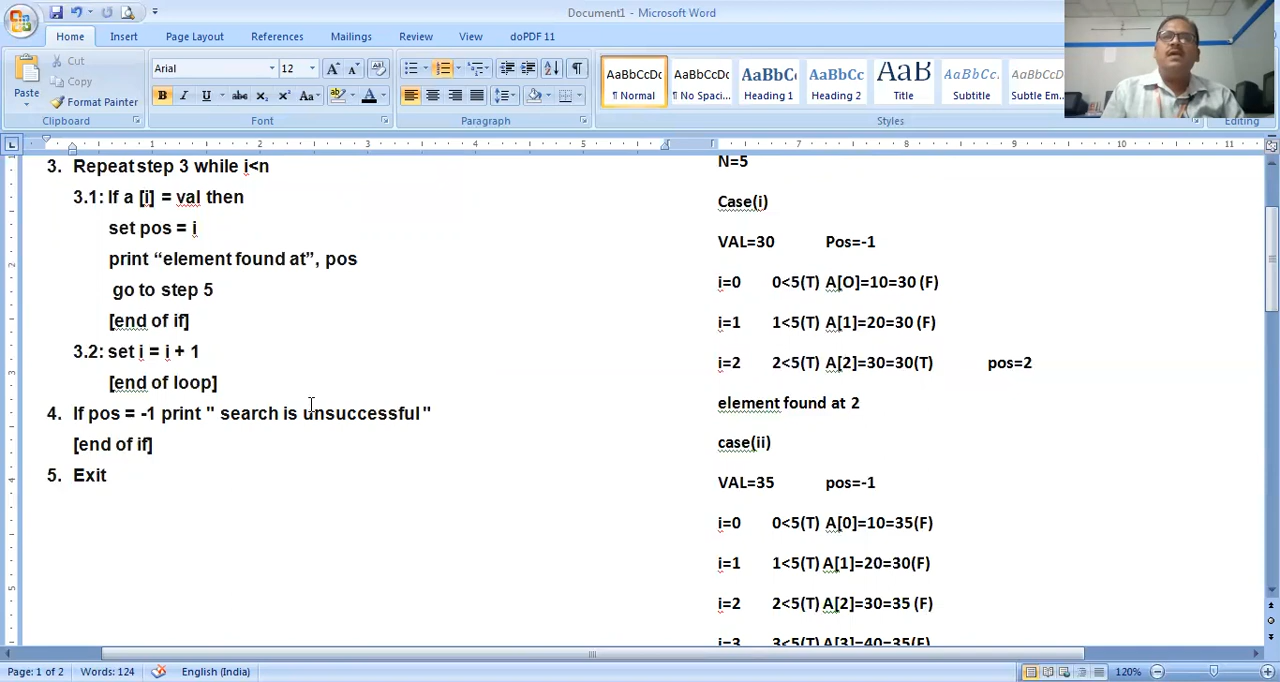 Document1 - Microsoft Word
Home Insert Page Layout References Mailings Review View doPDF 11
Paste
Cut
Copy
Format Painter
Clipboard
Arial 12
Font
Paragraph
AaBbCcDc AaBbCcDc AaBbCc AaBbCc AaB AaBbCc. AaBbCcDc
¶ Normal ¶ No Spaci... Heading 1 Heading 2 Title Subtitle Subtle Em...
Styles
Editing
3. Repeat step 3 while i<n
3.1: If a [i] = val then
set pos = i
print “element found at”, pos
go to step 5
[end of if]
3.2: set i = i + 1
[end of loop]
4. If pos = -1 print " search is unsuccessful"
[end of if]
5. Exit
N=5
Case(i)
VAL=30 Pos=-1
i=0 0<5(T) A[O]=10=30 (F)
i=1 1<5(T) A[1]=20=30 (F)
i=2 2<5(T) A[2]=30=30(T) pos=2
element found at 2
case(ii)
VAL=35 pos=-1
i=0 0<5(T) A[0]=10=35(F)
i=1 1<5(T) A[1]=20=30(F)
i=2 2<5(T) A[2]=30=35 (F)
i=3 3<5(T) A[3]=40=35(F)
Page: 1 of 2 Words: 124 English (India) 120%